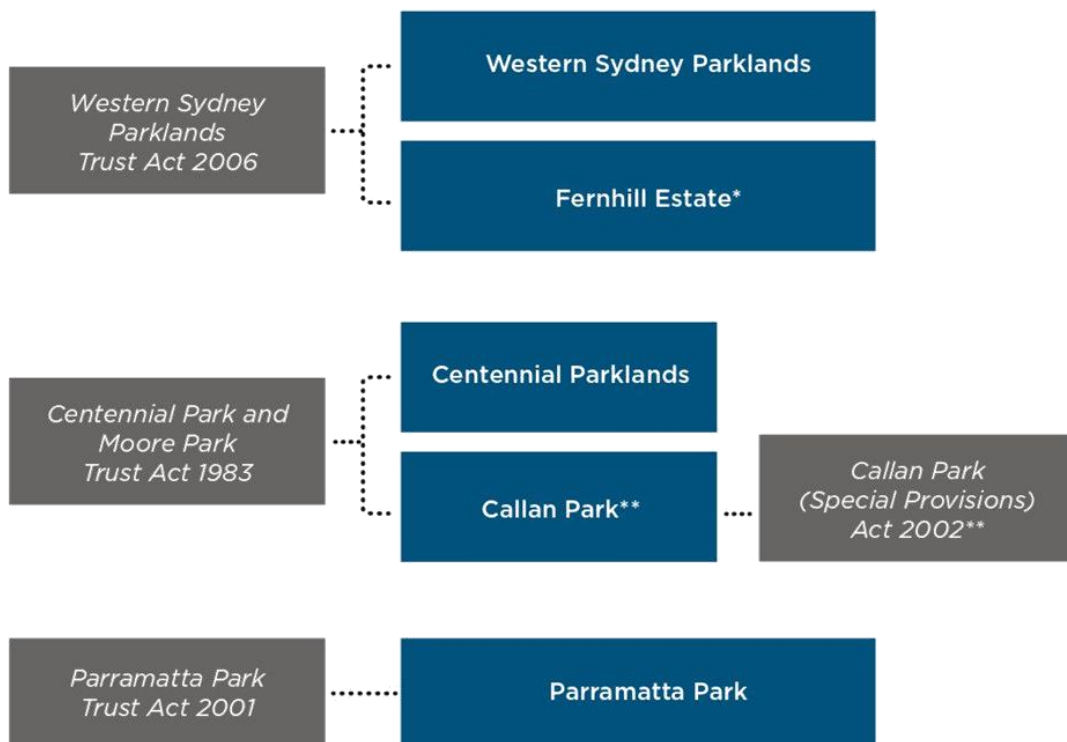 Western Sydney
Parklands
Trust Act 2006
Western Sydney Parklands
Fernhill Estate*
Centennial Park and
Moore Park
Trust Act 1983
Centennial Parklands
Callan Park**
Callan Park
(Special Provisions)
Act 2002**
Parramatta Park
Trust Act 2001
Parramatta Park